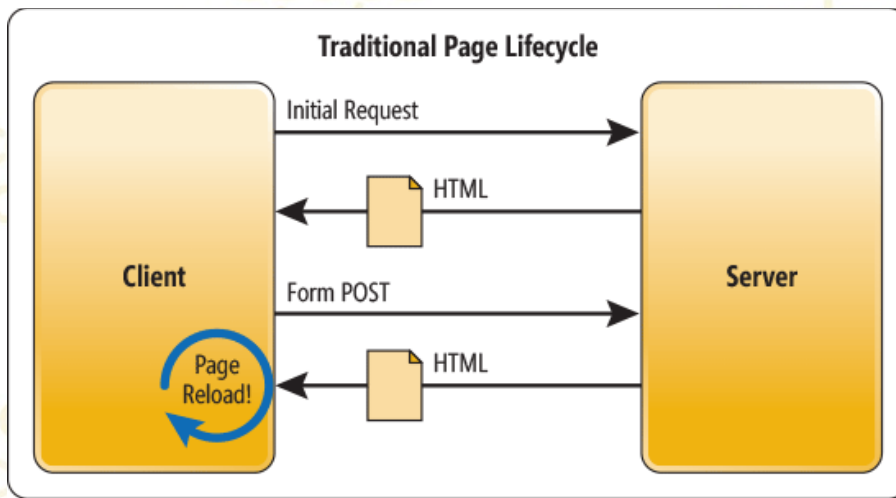 Traditional Page Lifecycle
Initial Request
HTML
Client
Server
Form POST
HTML
Page
Reload!